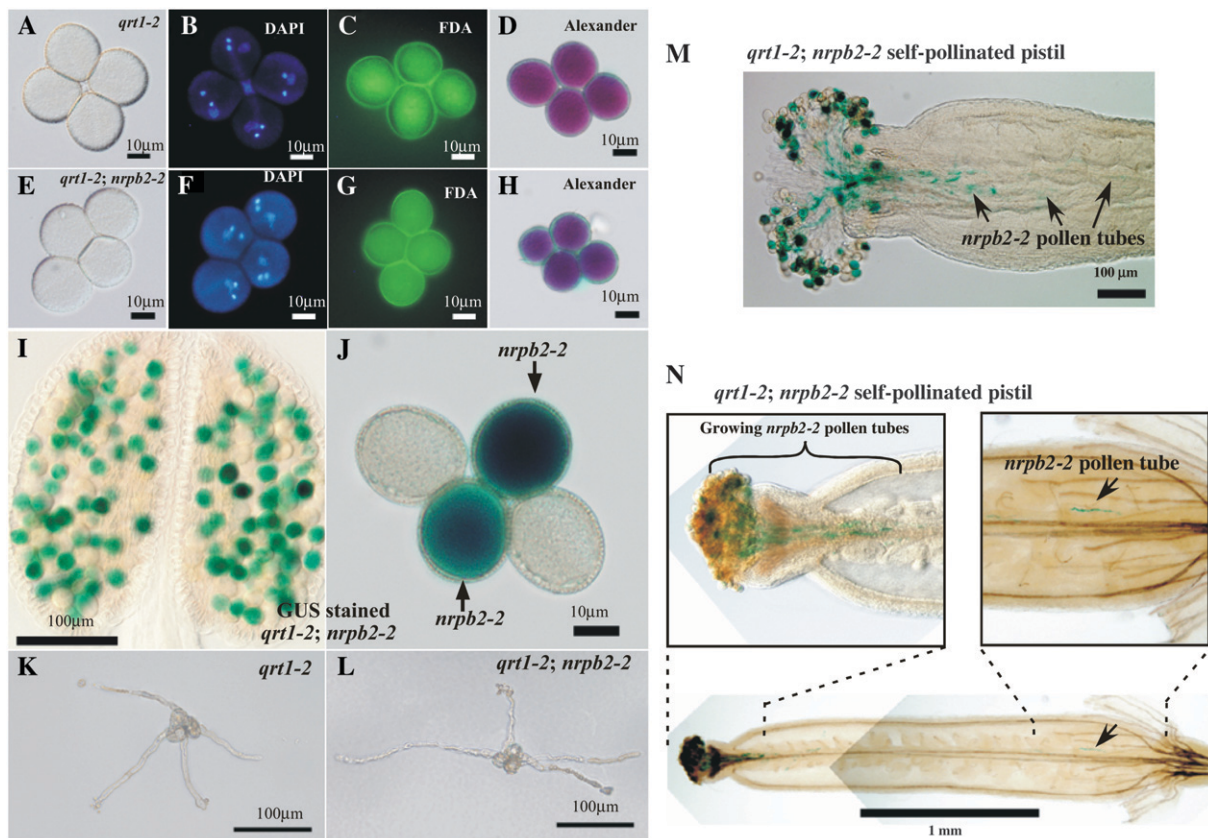 A
qrt1-2
10µm
B
DAPI
10µm
C
FDA
10µm
D
Alexander
10µm
E
qrt1-2; nrpb2-2
10µm
F
DAPI
10µm
G
FDA
10µm
H
Alexander
10µm
I
100µm
GUS stained
qrt1-2; nrpb2-2
J
nrpb2-2
nrpb2-2
10µm
K
qrt1-2
100µm
L
qrt1-2; nrpb2-2
100µm
M
qrt1-2; nrpb2-2 self-pollinated pistil
nrpb2-2 pollen tubes
100 µm
N
qrt1-2; nrpb2-2 self-pollinated pistil
Growing nrpb2-2 pollen tubes
nrpb2-2
pollen tube
1 mm